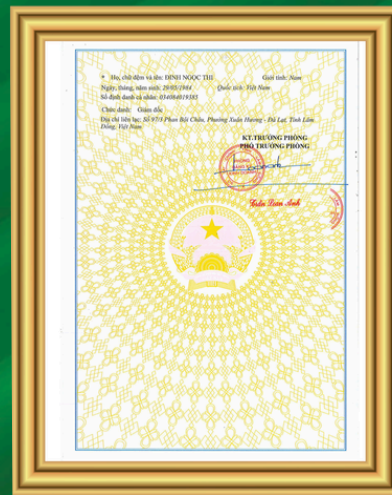 * Họ, chữ đệm và tên: ĐINH NGỌC THI Giới tính: Nam
Ngày, tháng, năm sinh: 29/03/1984 Quốc tịch: Việt Nam
Số định danh cá nhân: 034084019385
Chức danh: Giám đốc
Địa chỉ liên lạc: Số 97/3 Phan Bội Châu, Phường Xuân Hương - Đà Lạt, Tỉnh Lâm
Đồng, Việt Nam
KT.TRƯỞNG PHÒNG
PHÓ TRƯỞNG PHÒNG
PHÒNG
Trần Lan Anh